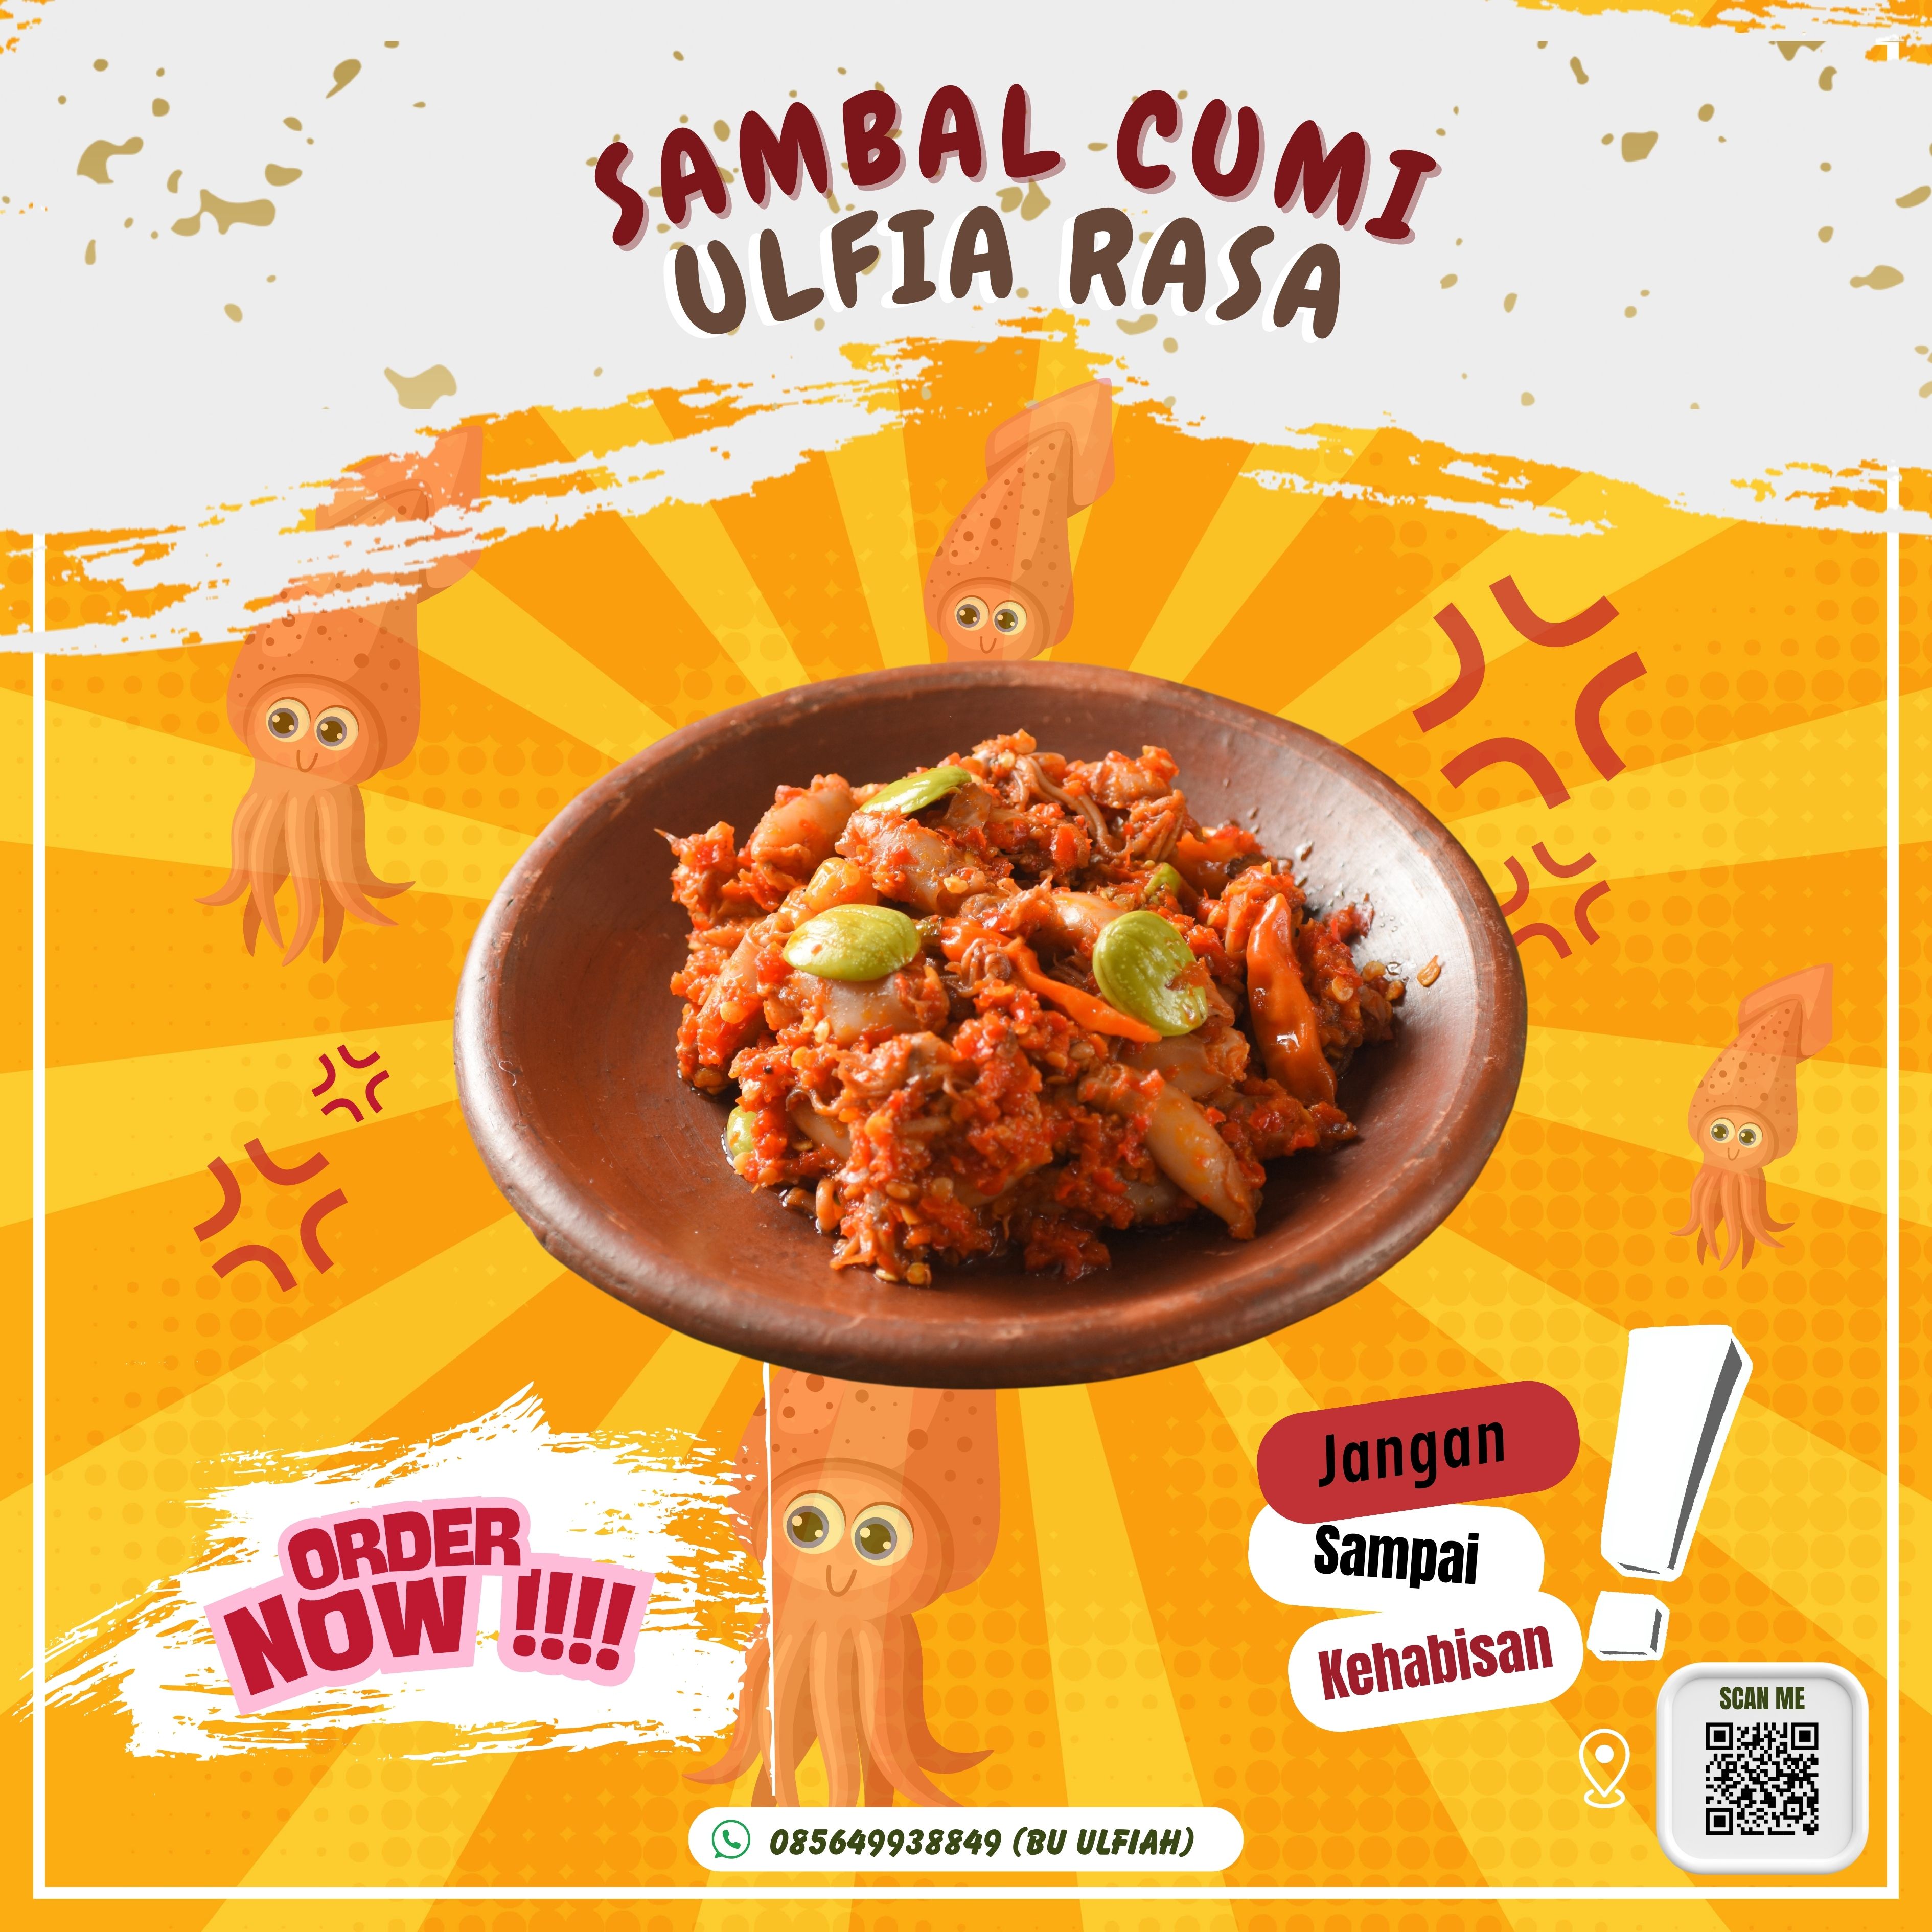 SAMBAL CUMI
ULFIA RASA
ORDER
NOW !!!!
Jangan
Sampai
Kehabisan
!
SCAN ME
085649938849 (BU ULFIAH)